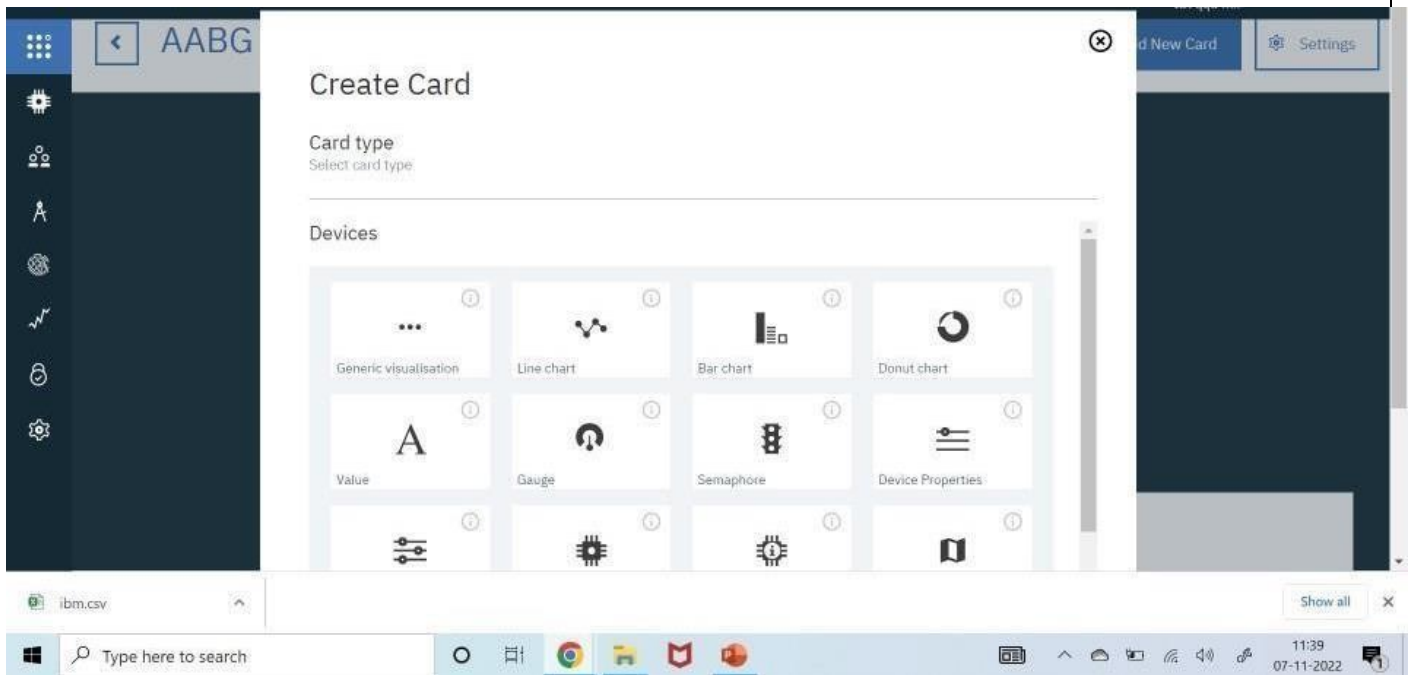 AABG
d New Card
Settings
Create Card
Card type
Select card type
Devices
Generic visualisation
Line chart
Bar chart
Donut chart
A
Value
Gauge
Semaphore
Device Properties
ibm.csv
Show all
Type here to search
11:39
07-11-2022
1